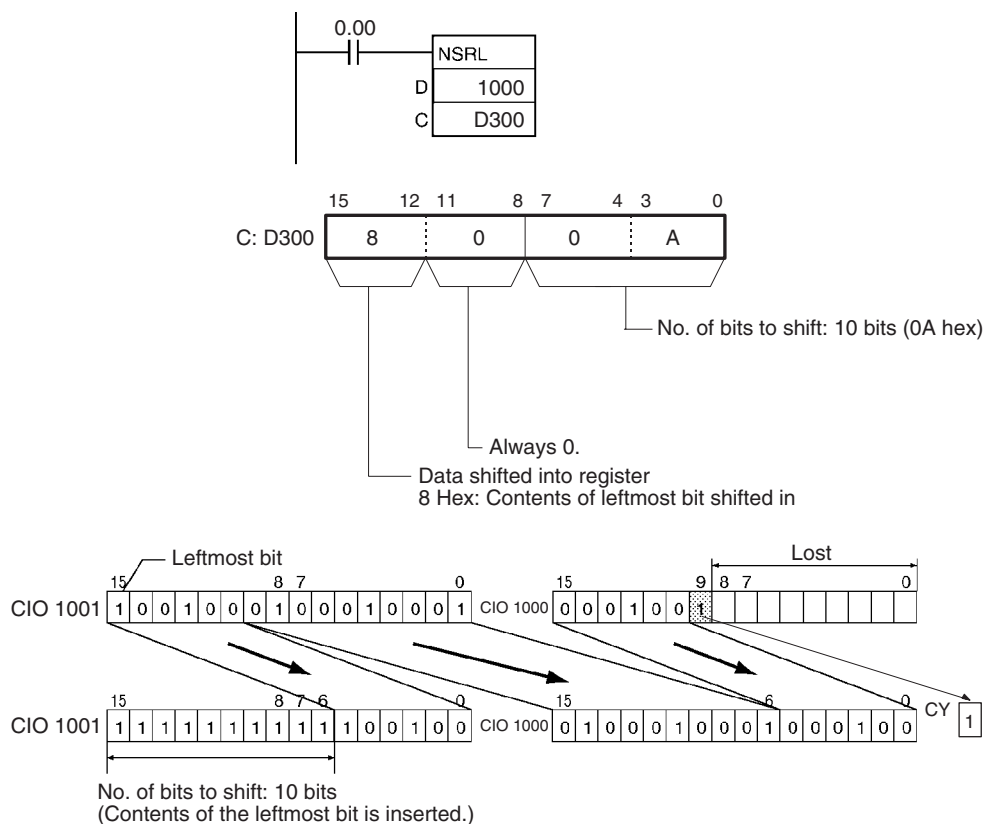 0.00
NSRL
D 1000
C D300
15 12 11 8 7 4 3 0
C: D300 8 0 0 A
No. of bits to shift: 10 bits (0A hex)
Always 0.
Data shifted into register
8 Hex: Contents of leftmost bit shifted in
Leftmost bit
Lost
15 8 7 0 15 9 8 7 0
CIO 1001 1 0 0 1 0 0 0 1 0 0 0 1 0 0 0 1 CIO 1000 0 0 0 1 0 0 1
15 8 7 6 0 15 6 0
CIO 1001 1 1 1 1 1 1 1 1 1 1 1 0 0 1 0 0 CIO 1000 0 1 0 0 0 1 0 0 0 1 0 0 0 1 0 0 CY 1
No. of bits to shift: 10 bits
(Contents of the leftmost bit is inserted.)